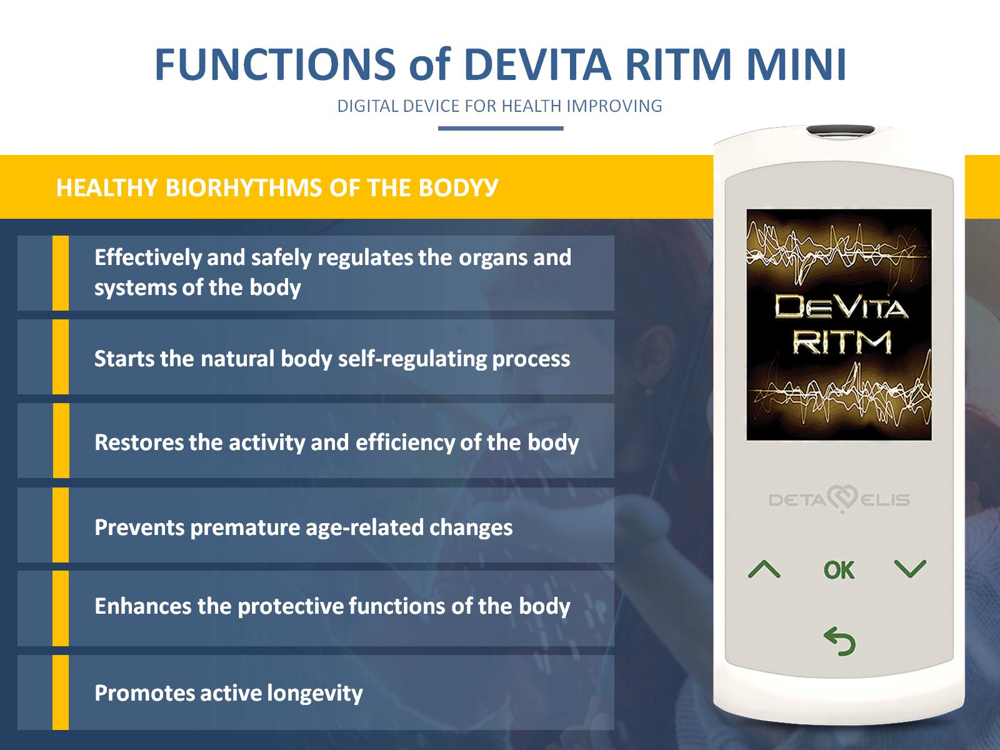 FUNCTIONS of DEVITA RITM MINI
DIGITAL DEVICE FOR HEALTH IMPROVING
HEALTHY BIORHYTHMS OF THE BODYУ
Effectively and safely regulates the organs and
systems of the body
Starts the natural body self-regulating process
Restores the activity and efficiency of the body
Prevents premature age-related changes
Enhances the protective functions of the body
Promotes active longevity
DEVITA
RITM
DETA ELIS
OK